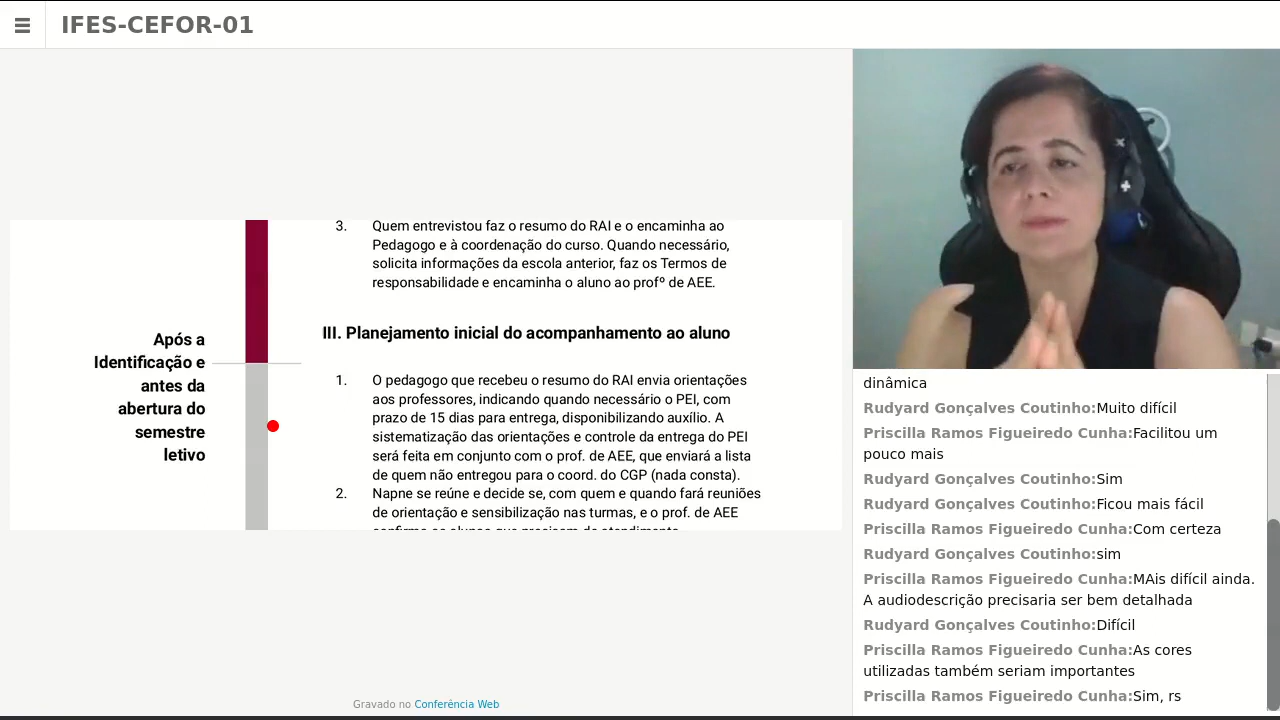 IFES-CEFOR-01
3. Quem entrevistou faz o resumo do RAI e o encaminha ao
Pedagogo e à coordenação do curso. Quando necessário,
solicita informações da escola anterior, faz os Termos de
responsabilidade e encaminha o aluno ao profº de AEE.
III. Planejamento inicial do acompanhamento ao aluno
Após a
Identificação e
antes da
abertura do
semestre
letivo
1. O pedagogo que recebeu o resumo do RAI envia orientações
aos professores, indicando quando necessário o PEI, com
prazo de 15 dias para entrega, disponibilizando auxílio. A
sistematização das orientações e controle da entrega do PEI
será feita em conjunto com o prof. de AEE, que enviará a lista
de quem não entregou para o coord. do CGP (nada consta).
2. Napne se reúne e decide se, com quem e quando fará reuniões
de orientação e sensibilização nas turmas, e o prof. de AEE
confirma os alunos que precisam de atendimento
Gravado no Conferência Web
dinâmica
Rudyard Gonçalves Coutinho:Muito difícil
Priscilla Ramos Figueiredo Cunha:Facilitou um
pouco mais
Rudyard Gonçalves Coutinho:Sim
Rudyard Gonçalves Coutinho:Ficou mais fácil
Priscilla Ramos Figueiredo Cunha:Com certeza
Rudyard Gonçalves Coutinho:sim
Priscilla Ramos Figueiredo Cunha:MAis difícil ainda.
A audiodescrição precisaria ser bem detalhada
Rudyard Gonçalves Coutinho:Difícil
Priscilla Ramos Figueiredo Cunha:As cores
utilizadas também seriam importantes
Priscilla Ramos Figueiredo Cunha:Sim, rs